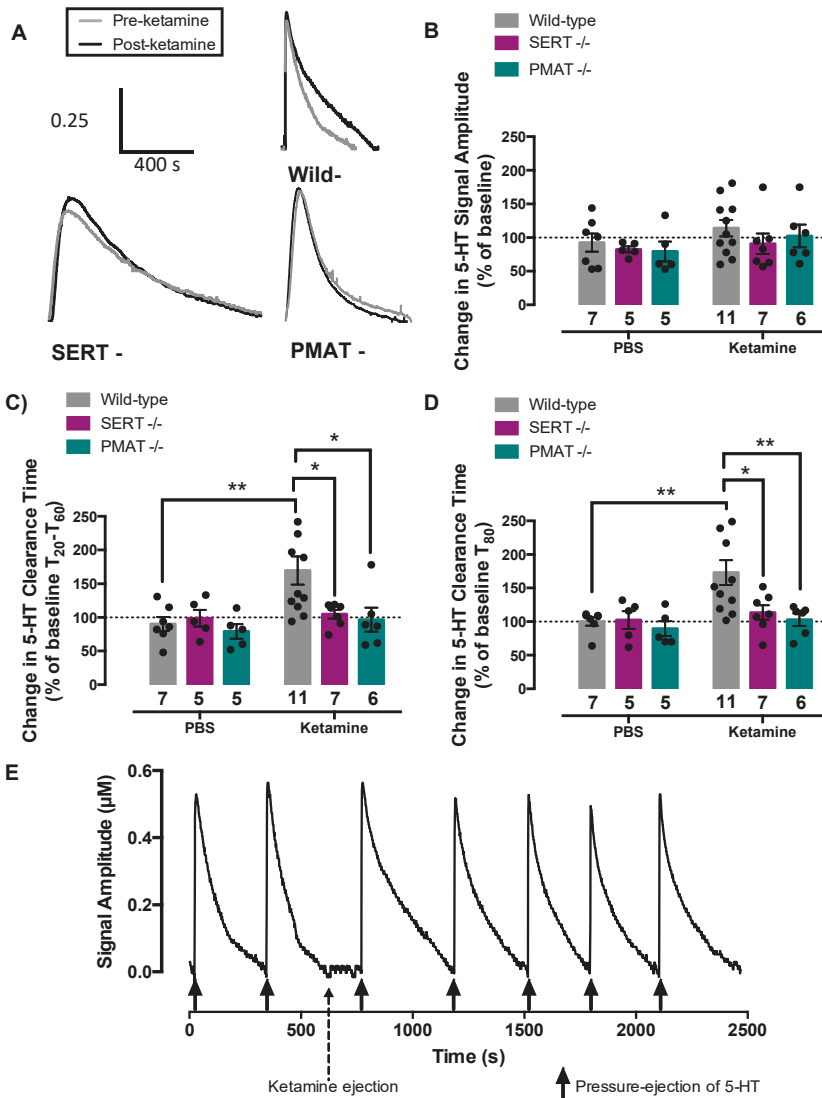 A
Pre-ketamine
Post-ketamine
0.25
400 s
Wild-
SERT -
PMAT -
B
Wild-type
SERT -/-
PMAT -/-
Change in 5-HT Signal Amplitude
(% of baseline)
250
200
150
100
50
0
7 5 5 11 7 6
PBS Ketamine
C)
Wild-type
SERT -/-
PMAT -/-
Change in 5-HT Clearance Time
(% of baseline T20-T60)
250
200
150
100
50
0
** * *
7 5 5 11 7 6
PBS Ketamine
D
Wild-type
SERT -/-
PMAT -/-
Change in 5-HT Clearance Time
(% of baseline T80)
250
200
150
100
50
0
** * **
7 5 5 11 7 6
PBS Ketamine
E
Signal Amplitude (µM)
0.6
0.4
0.2
0.0
0 500 1000 1500 2000 2500
Time (s)
Ketamine ejection
Pressure-ejection of 5-HT